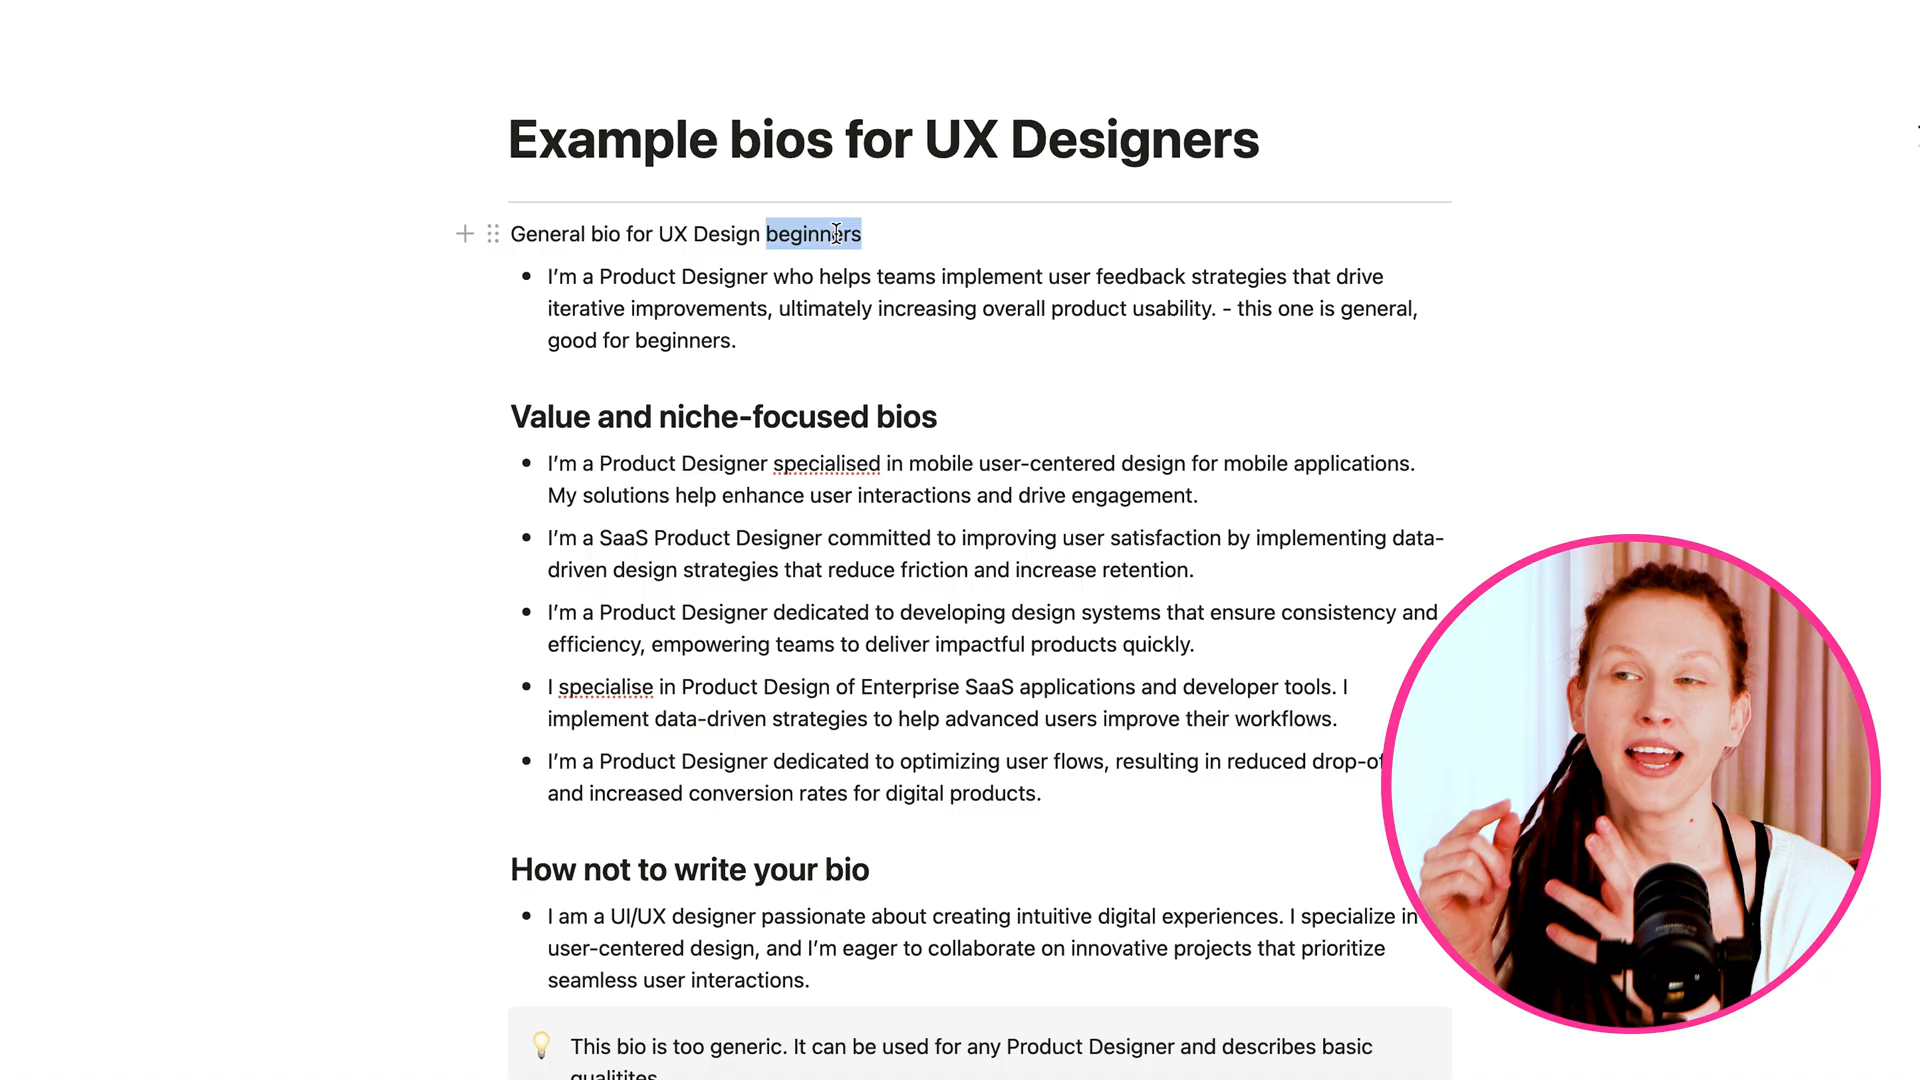 Example bios for UX Designers
General bio for UX Design beginners
• I’m a Product Designer who helps teams implement user feedback strategies that drive
iterative improvements, ultimately increasing overall product usability. - this one is general,
good for beginners.
Value and niche-focused bios
• I’m a Product Designer specialised in mobile user-centered design for mobile applications.
My solutions help enhance user interactions and drive engagement.
• I’m a SaaS Product Designer committed to improving user satisfaction by implementing data-
driven design strategies that reduce friction and increase retention.
• I’m a Product Designer dedicated to developing design systems that ensure consistency and
efficiency, empowering teams to deliver impactful products quickly.
• I specialise in Product Design of Enterprise SaaS applications and developer tools. I
implement data-driven strategies to help advanced users improve their workflows.
• I’m a Product Designer dedicated to optimizing user flows, resulting in reduced drop-of
and increased conversion rates for digital products.
How not to write your bio
• I am a UI/UX designer passionate about creating intuitive digital experiences. I specialize in
user-centered design, and I’m eager to collaborate on innovative projects that prioritize
seamless user interactions.
This bio is too generic. It can be used for any Product Designer and describes basic
qualitites